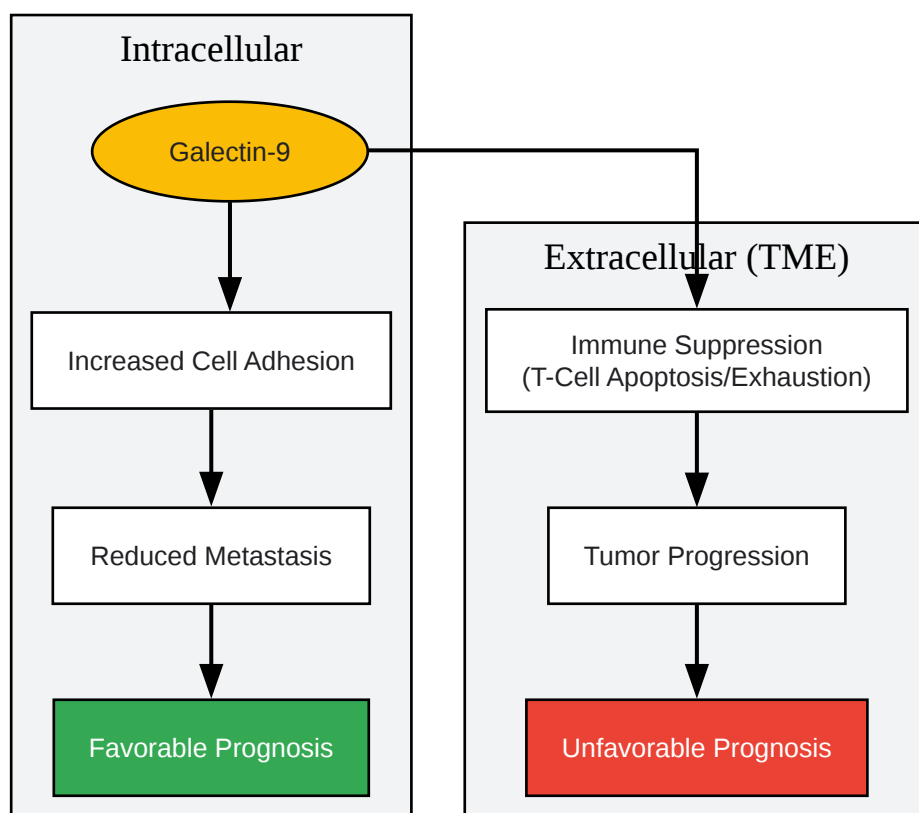 Intracellular
Galectin-9
Increased Cell Adhesion
Reduced Metastasis
Favorable Prognosis
Extracellular (TME)
Immune Suppression
(T-Cell Apoptosis/Exhaustion)
Tumor Progression
Unfavorable Prognosis